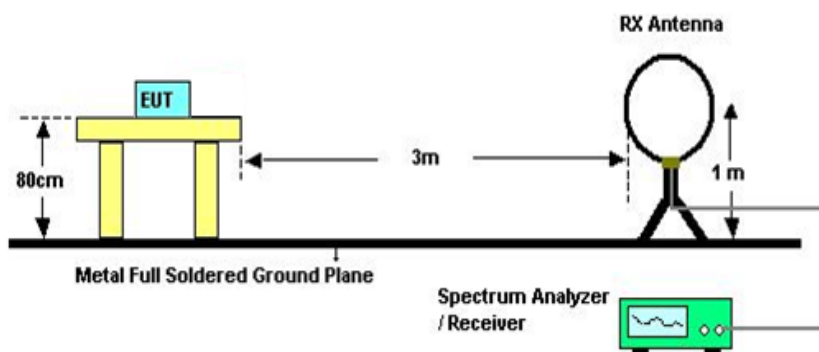 RX Antenna
EUT
3m
80cm
1 m
Metal Full Soldered Ground Plane
Spectrum Analyzer
/ Receiver